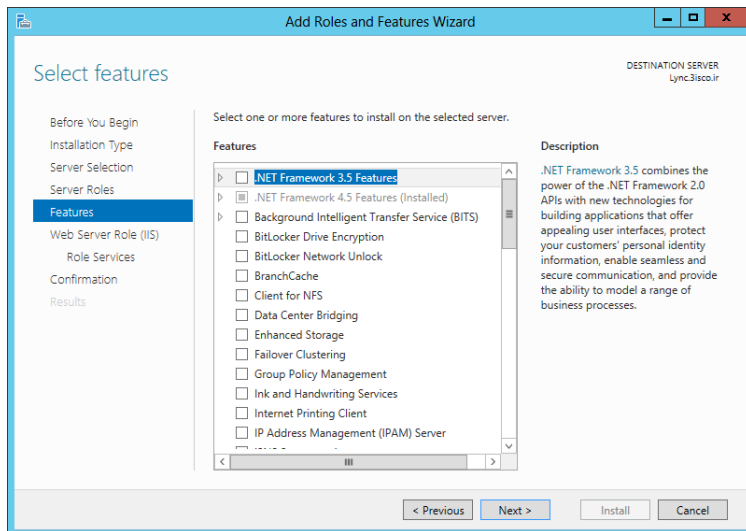 Add Roles and Features Wizard
Select features
DESTINATION SERVER
Lync.3isco.ir
Before You Begin
Installation Type
Server Selection
Server Roles
Features
Web Server Role (IIS)
Role Services
Confirmation
Results
Select one or more features to install on the selected server.
Features
.NET Framework 3.5 Features
.NET Framework 4.5 Features (Installed)
Background Intelligent Transfer Service (BITS)
BitLocker Drive Encryption
BitLocker Network Unlock
BranchCache
Client for NFS
Data Center Bridging
Enhanced Storage
Failover Clustering
Group Policy Management
Ink and Handwriting Services
Internet Printing Client
IP Address Management (IPAM) Server
Description
.NET Framework 3.5 combines the
power of the .NET Framework 2.0
APIs with new technologies for
building applications that offer
appealing user interfaces, protect
your customers' personal identity
information, enable seamless and
secure communication, and provide
the ability to model a range of
business processes.
< Previous
Next >
Install
Cancel